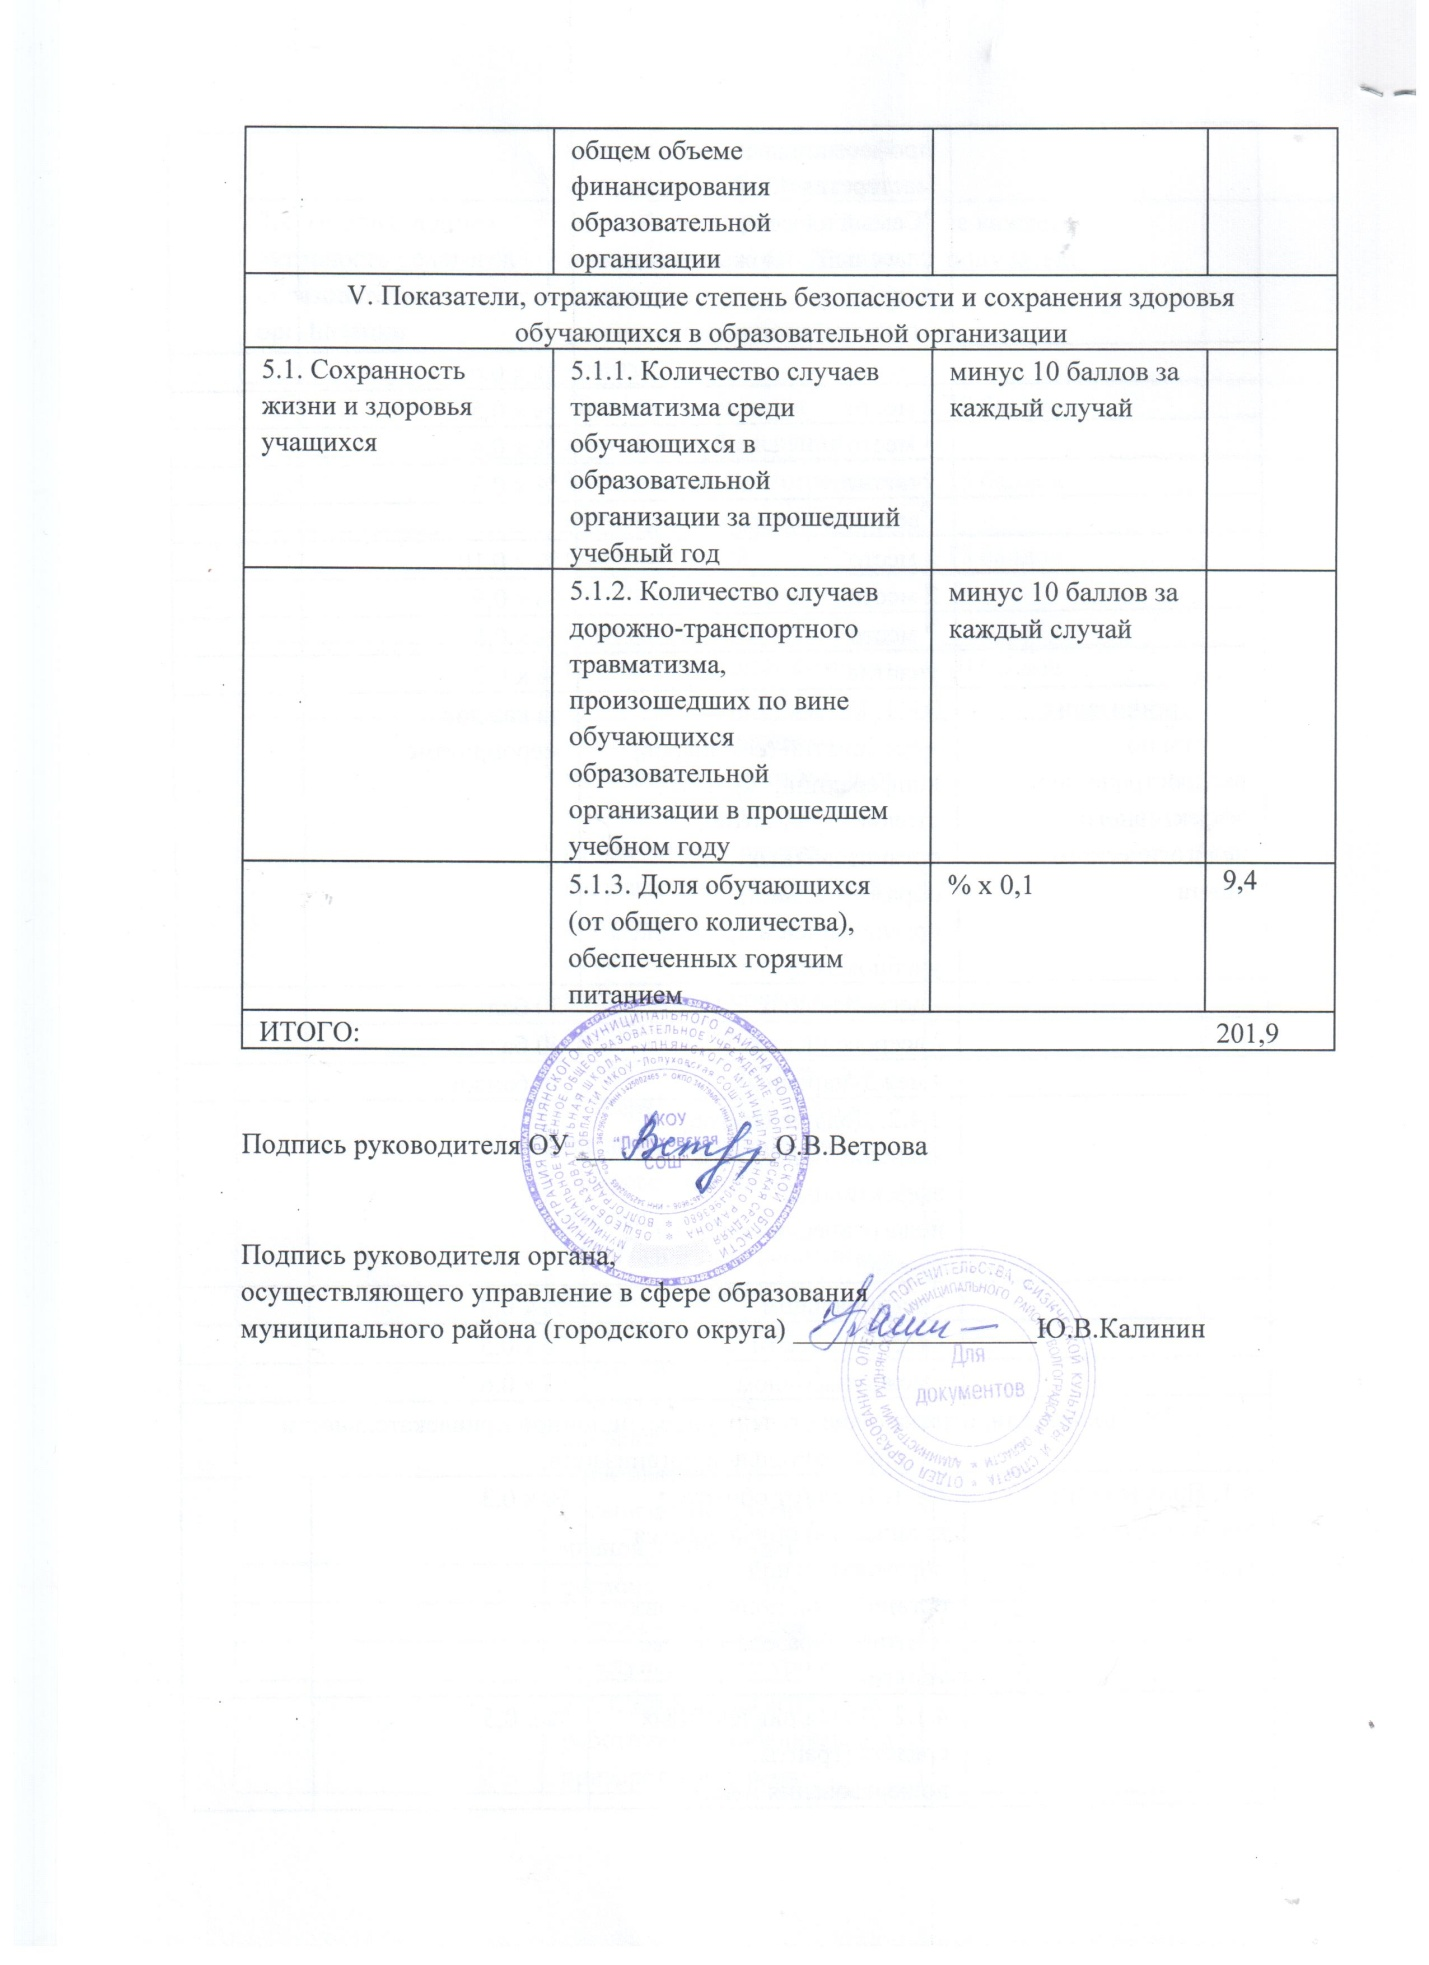 общем объеме
финансирования
образовательной
организации
V. Показатели, отражающие степень безопасности и сохранения здоровья
обучающихся в образовательной организации
5.1. Сохранность
жизни и здоровья
учащихся
5.1.1. Количество случаев
травматизма среди
обучающихся в
образовательной
организации за прошедший
учебный год
минус 10 баллов за
каждый случай
5.1.2. Количество случаев
дорожно-транспортного
травматизма,
произошедших по вине
обучающихся
образовательной
организации в прошедшем
учебном году
минус 10 баллов за
каждый случай
5.1.3. Доля обучающихся
(от общего количества),
обеспеченных горячим
питанием
% х 0,1
9,4
ИТОГО: 201,9
МКОУ
"Лопуховская
СОШ"
Подпись руководителя ОУ О.В.Ветрова
Подпись руководителя органа,
осуществляющего управление в сфере образования
муниципального района (городского округа) Ю.В.Калинин
Для
документов